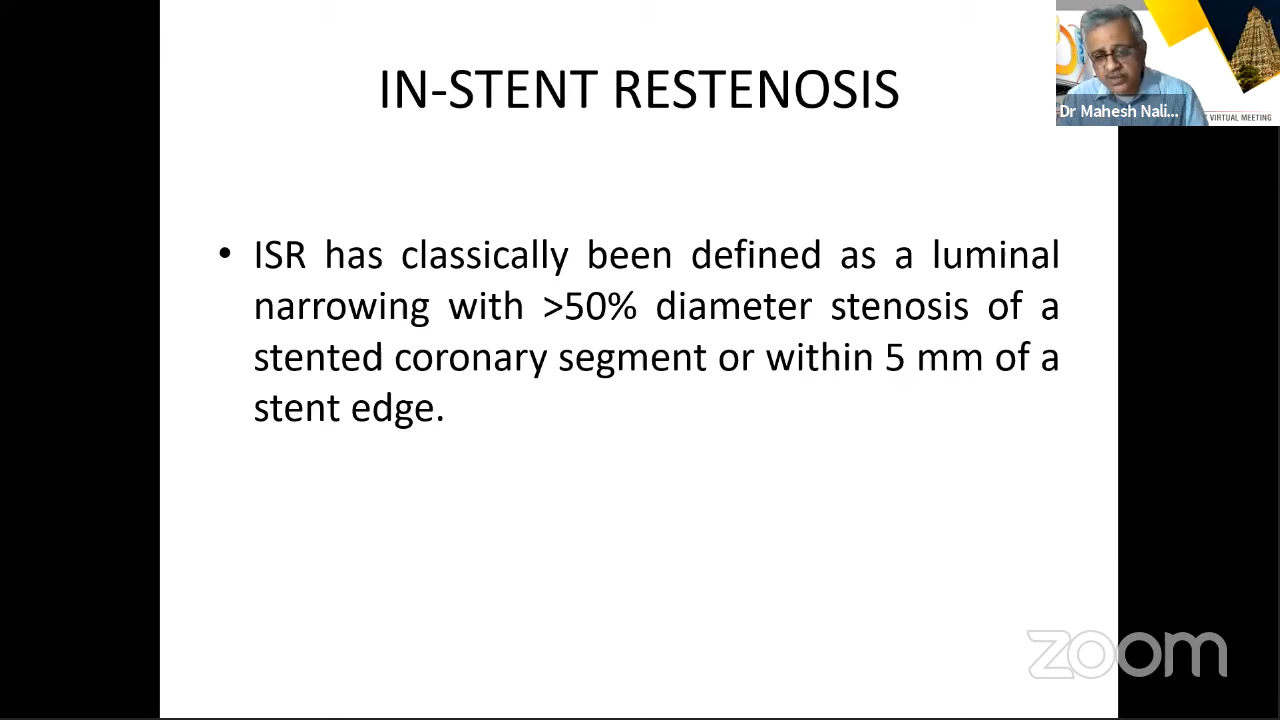 IN-STENT RESTENOSIS
Dr Mahesh Nali...
VIRTUAL MEETING
• ISR has classically been defined as a luminal
narrowing with >50% diameter stenosis of a
stented coronary segment or within 5 mm of a
stent edge.
zoom